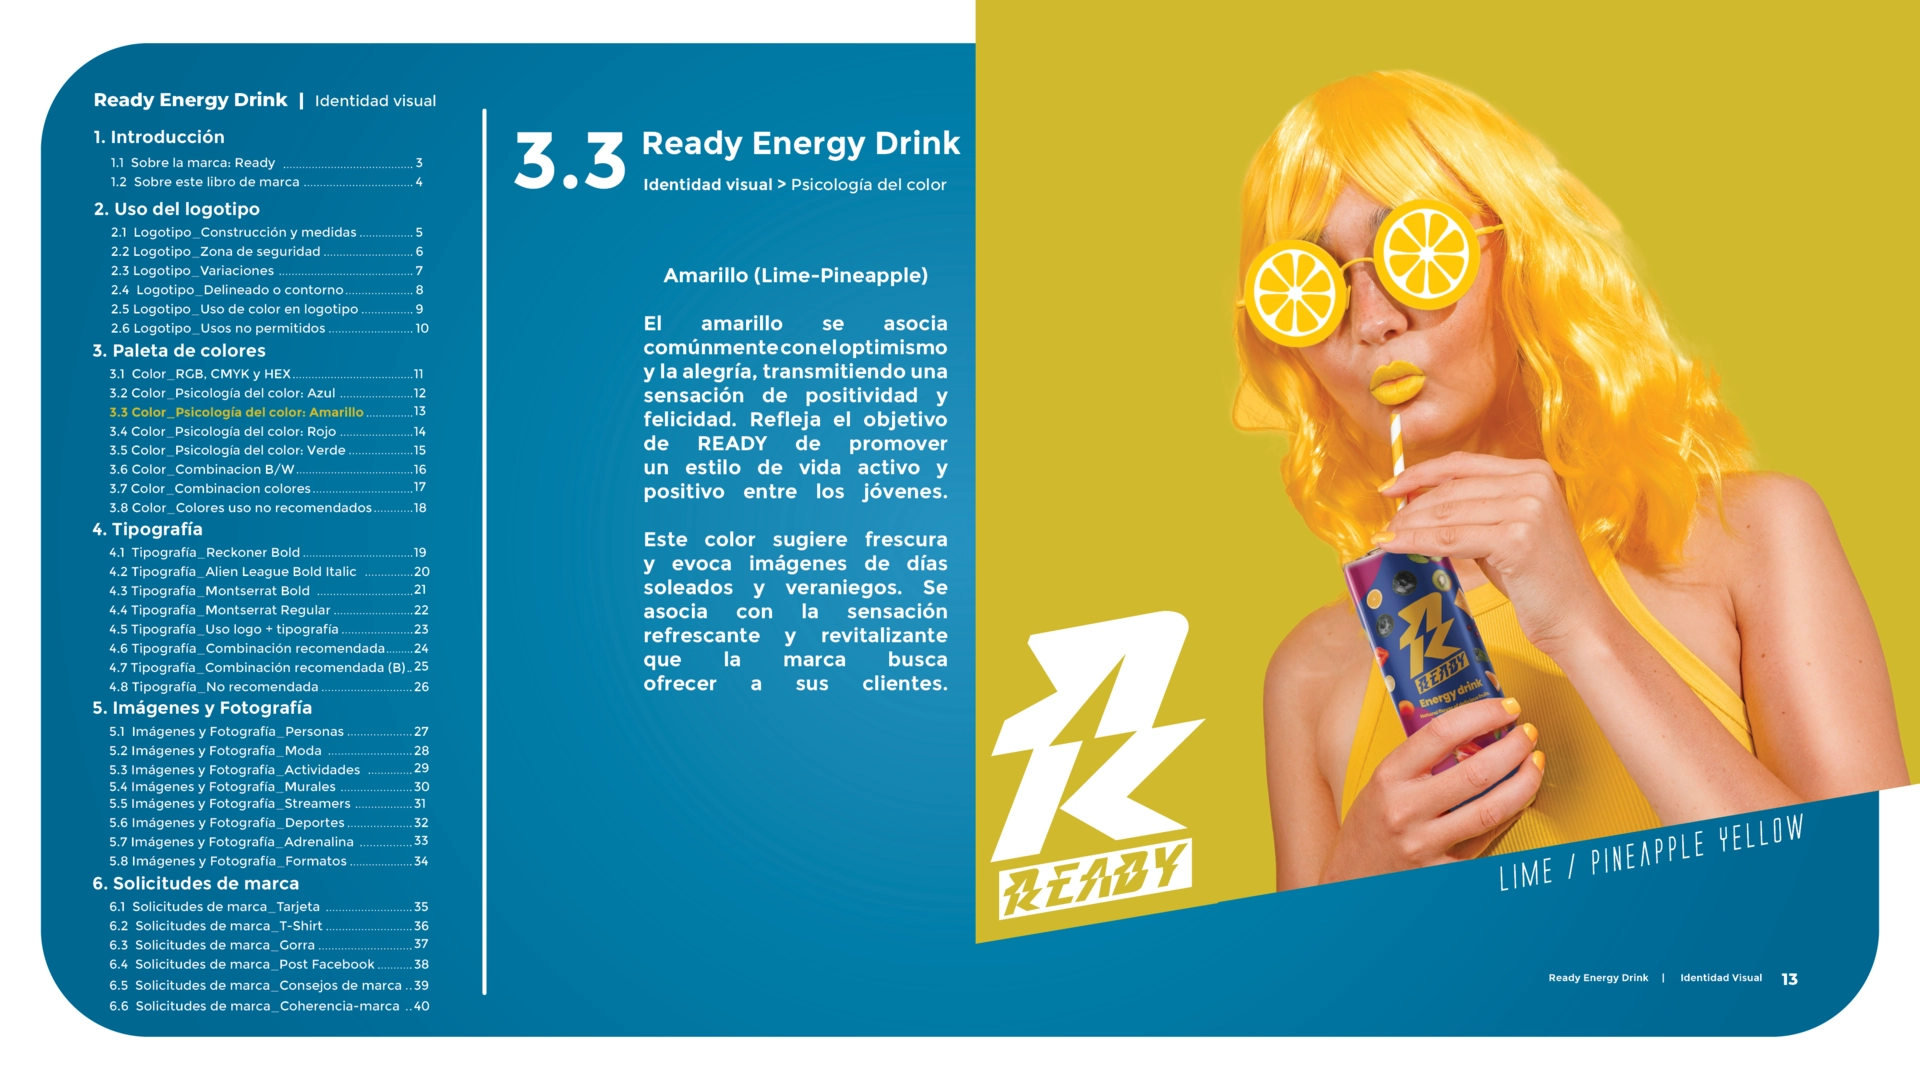 Ready Energy Drink | Identidad visual
1. Introducción
1.1 Sobre la marca: Ready ................................ 3
1.2 Sobre este libro de marca ........................... 4
2. Uso del logotipo
2.1 Logotipo_Construcción y medidas ............. 5
2.2 Logotipo_Zona de seguridad ...................... 6
2.3 Logotipo_Variaciones ................................. 7
2.4 Logotipo_Delineado o contorno ................. 8
2.5 Logotipo_Uso de color en logotipo ............. 9
2.6 Logotipo_Usos no permitidos ..................... 10
3. Paleta de colores
3.1 Color_RGB, CMYK y HEX ............................. 11
3.2 Color_Psicología del color: Azul .................. 12
3.3 Color_Psicología del color: Amarillo ............ 13
3.4 Color_Psicología del color: Rojo .................. 14
3.5 Color_Psicología del color: Verde ................ 15
3.6 Color_Combinacion B/W ............................ 16
3.7 Color_Combinacion colores ........................ 17
3.8 Color_Colores uso no recomendados .......... 18
4. Tipografía
4.1 Tipografía_Reckoner Bold ........................... 19
4.2 Tipografía_Alien League Bold Italic ............ 20
4.3 Tipografía_Montserrat Bold ........................ 21
4.4 Tipografía_Montserrat Regular ................... 22
4.5 Tipografía_Uso logo + tipografía ................. 23
4.6 Tipografía_Combinación recomendada ....... 24
4.7 Tipografía_Combinación recomendada (B) .. 25
4.8 Tipografía_No recomendada ...................... 26
5. Imágenes y Fotografía
5.1 Imágenes y Fotografía_Personas ................ 27
5.2 Imágenes y Fotografía_Moda ..................... 28
5.3 Imágenes y Fotografía_Actividades ........... 29
5.4 Imágenes y Fotografía_Murales .................. 30
5.5 Imágenes y Fotografía_Streamers .............. 31
5.6 Imágenes y Fotografía_Deportes ................ 32
5.7 Imágenes y Fotografía_Adrenalina ............. 33
5.8 Imágenes y Fotografía_Formatos ............... 34
6. Solicitudes de marca
6.1 Solicitudes de marca_Tarjeta ..................... 35
6.2 Solicitudes de marca_T-Shirt ..................... 36
6.3 Solicitudes de marca_Gorra ....................... 37
6.4 Solicitudes de marca_Post Facebook ......... 38
6.5 Solicitudes de marca_Consejos de marca .. 39
6.6 Solicitudes de marca_Coherencia-marca .. 40
3.3 Ready Energy Drink
Identidad visual > Psicología del color
Amarillo (Lime-Pineapple)
El amarillo se asocia
comúnmente con el optimismo
y la alegría, transmitiendo una
sensación de positividad y
felicidad. Refleja el objetivo
de READY de promover
un estilo de vida activo y
positivo entre los jóvenes.
Este color sugiere frescura
y evoca imágenes de días
soleados y veraniegos. Se
asocia con la sensación
refrescante y revitalizante
que la marca busca
ofrecer a sus clientes.
READY
READY
Energy drink
LIME / PINEAPPLE YELLOW
Ready Energy Drink | Identidad Visual 13